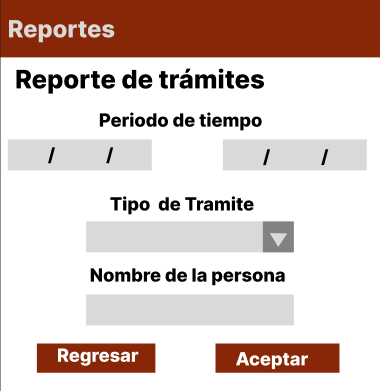 Reportes
Reporte de trámites
Periodo de tiempo
/ / / /
Tipo de Tramite
Nombre de la persona
Regresar Aceptar